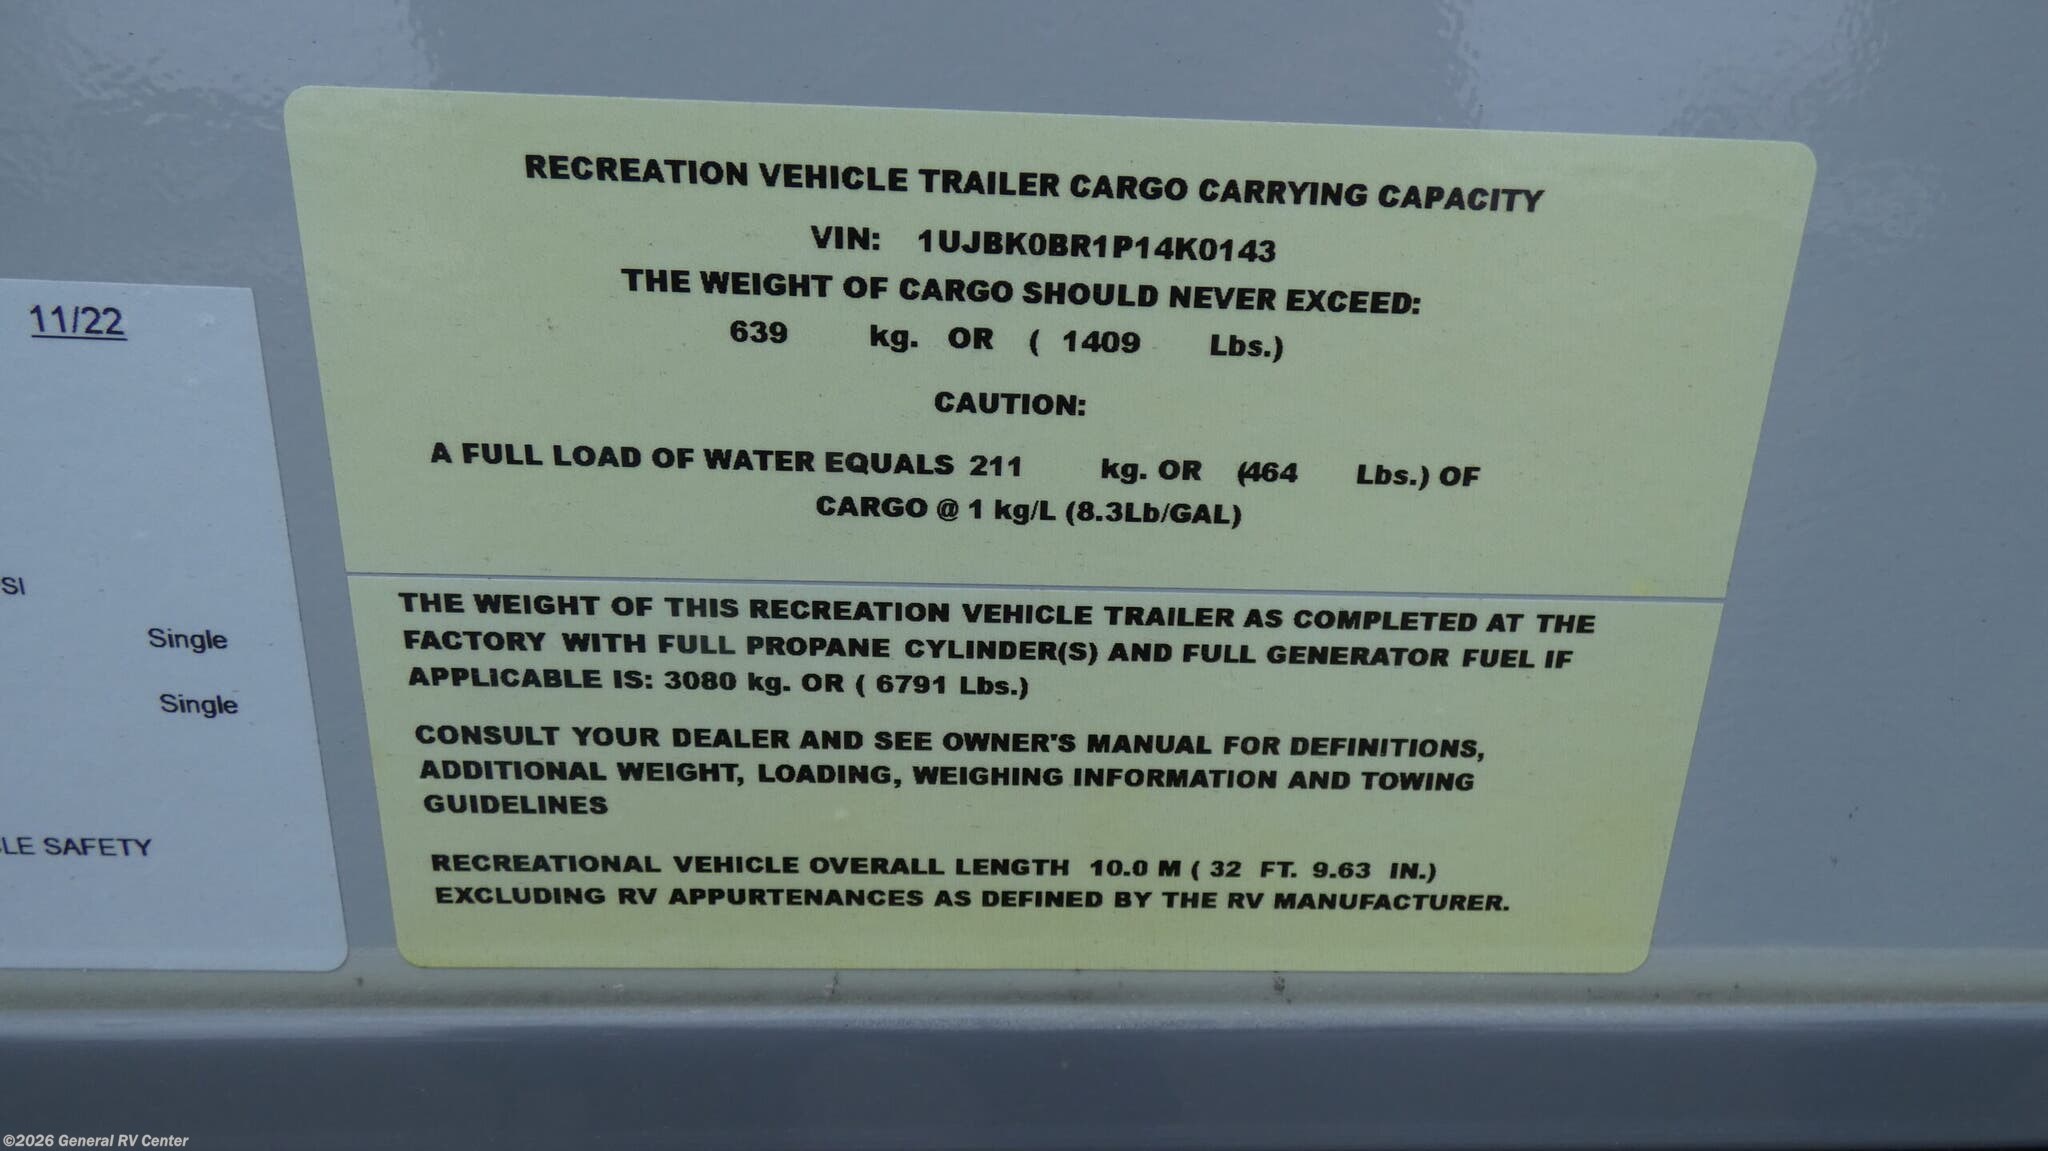 RECREATION VEHICLE TRAILER CARGO CARRYING CAPACITY
VIN: 1UJBK0BR1P14K0143
THE WEIGHT OF CARGO SHOULD NEVER EXCEED:
639 kg. OR ( 1409 Lbs.)
CAUTION:
A FULL LOAD OF WATER EQUALS 211 kg. OR (464 Lbs.) OF
CARGO @ 1 kg/L (8.3Lb/GAL)
THE WEIGHT OF THIS RECREATION VEHICLE TRAILER AS COMPLETED AT THE
FACTORY WITH FULL PROPANE CYLINDER(S) AND FULL GENERATOR FUEL IF
APPLICABLE IS: 3080 kg. OR ( 6791 Lbs.)
CONSULT YOUR DEALER AND SEE OWNER'S MANUAL FOR DEFINITIONS,
ADDITIONAL WEIGHT, LOADING, WEIGHING INFORMATION AND TOWING
GUIDELINES
RECREATIONAL VEHICLE OVERALL LENGTH 10.0 M ( 32 FT. 9.63 IN.)
EXCLUDING RV APPURTENANCES AS DEFINED BY THE RV MANUFACTURER.
11/22
SI
Single
Single
LE SAFETY
©2026 General RV Center